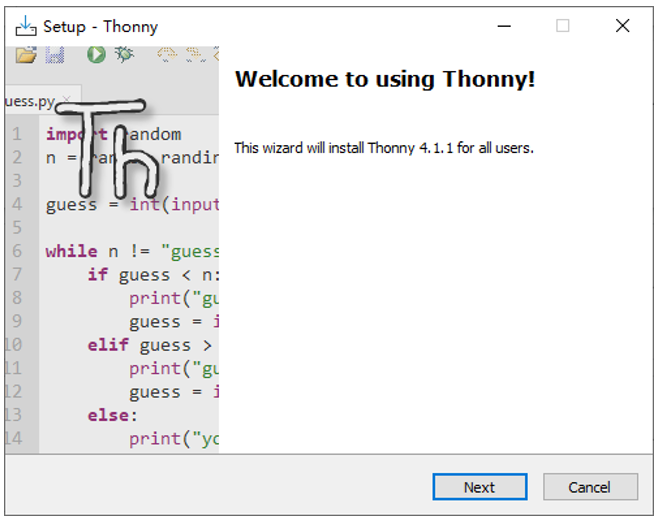 Setup - Thonny
uess.py
Th
Welcome to using Thonny!
This wizard will install Thonny 4.1.1 for all users.
1 import random
2 n = ran randin
3
4 guess = int(input
5
6 while n != "guess
7 if guess < n:
8 print("gu
9 guess = i
10 elif guess >
11 print("gu
12 guess = i
13 else:
14 print("yo
Next
Cancel